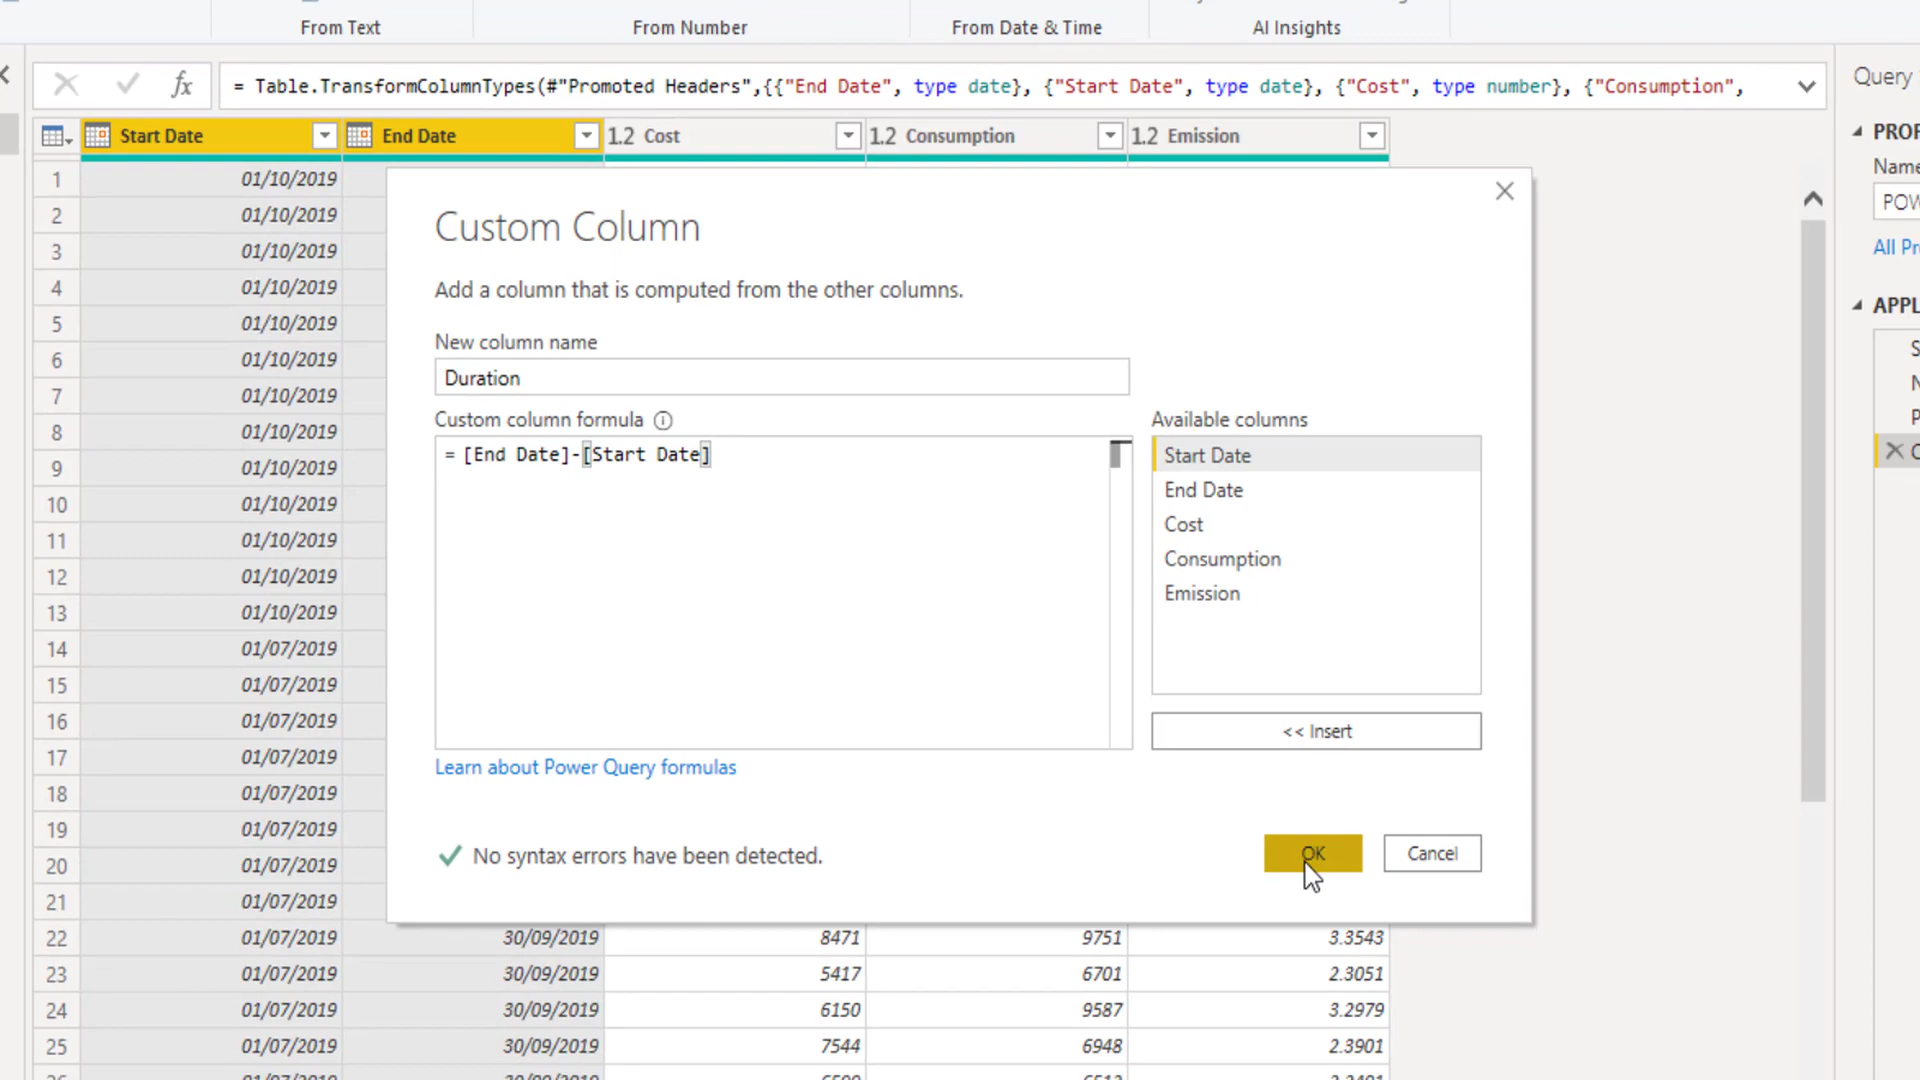 From Text
From Number
From Date & Time
AI Insights
fx
= Table.TransformColumnTypes(#"Promoted Headers",{{"End Date", type date}, {"Start Date", type date}, {"Cost", type number}, {"Consumption",
Query
Start Date
End Date
1.2 Cost
1.2 Consumption
1.2 Emission
1 01/10/2019
2 01/10/2019
3 01/10/2019
4 01/10/2019
5 01/10/2019
6 01/10/2019
7 01/10/2019
8 01/10/2019
9 01/10/2019
10 01/10/2019
11 01/10/2019
12 01/10/2019
13 01/10/2019
14 01/07/2019
15 01/07/2019
16 01/07/2019
17 01/07/2019
18 01/07/2019
19 01/07/2019
20 01/07/2019
21 01/07/2019
22 01/07/2019 30/09/2019 8471 9751 3.3543
23 01/07/2019 30/09/2019 5417 6701 2.3051
24 01/07/2019 30/09/2019 6150 9587 3.2979
25 01/07/2019 30/09/2019 7544 6948 2.3901
Custom Column
Add a column that is computed from the other columns.
New column name
Duration
Custom column formula
= [End Date]-[Start Date]
Available columns
Start Date
End Date
Cost
Consumption
Emission
<< Insert
Learn about Power Query formulas
No syntax errors have been detected.
OK
Cancel
PROP
Name
POW
All Pr
APPL
S
N
P
C